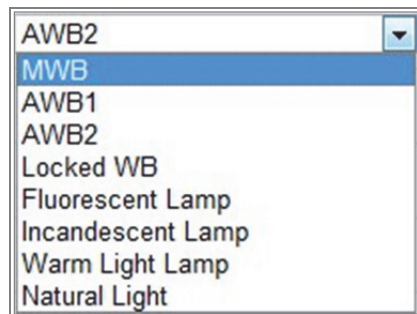 AWB2
MWB
AWB1
AWB2
Locked WB
Fluorescent Lamp
Incandescent Lamp
Warm Light Lamp
Natural Light